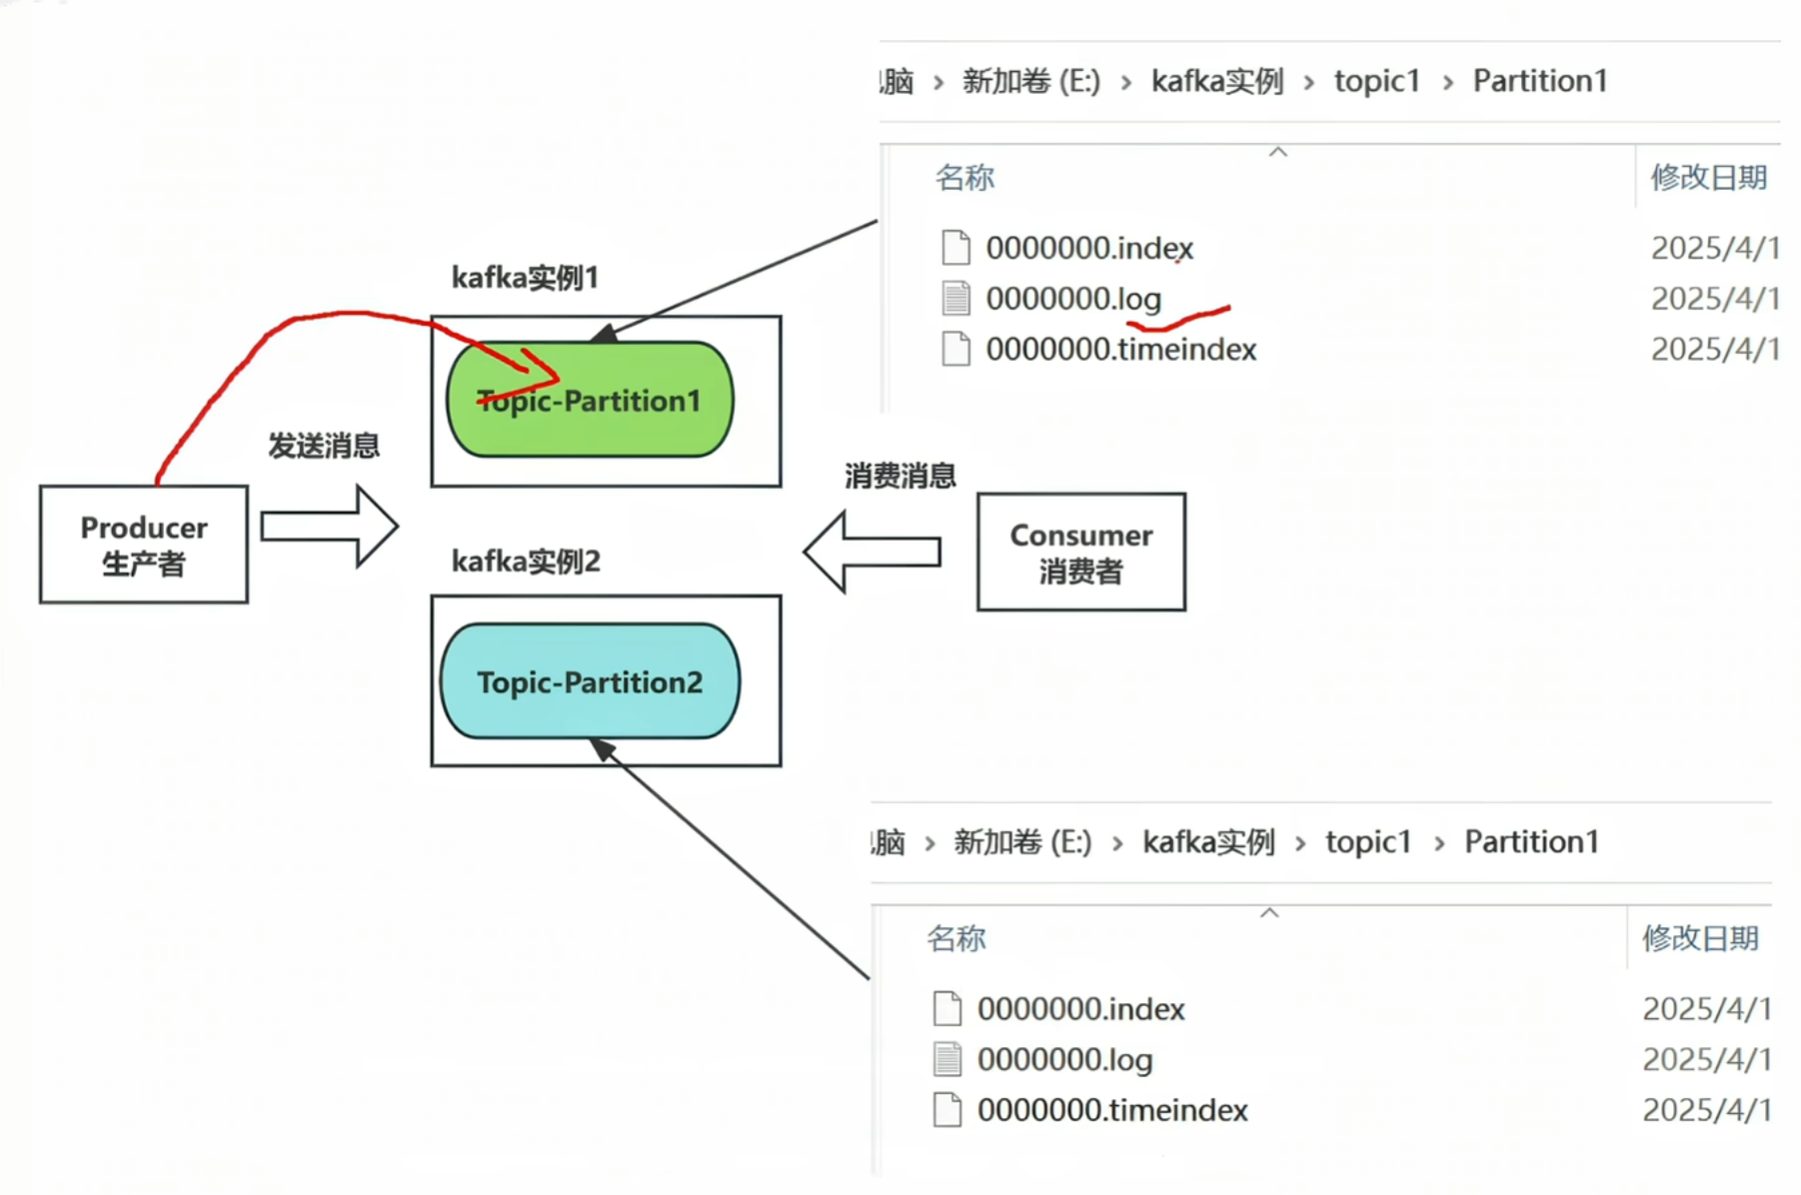 脑 > 新加卷 (E:) > kafka实例 > topic1 > Partition1
名称
修改日期
0000000.index
2025/4/1
0000000.log
2025/4/1
0000000.timeindex
2025/4/1
kafka实例1
Topic-Partition1
发送消息
Producer
生产者
消费消息
Consumer
消费者
kafka实例2
Topic-Partition2
脑 > 新加卷 (E:) > kafka实例 > topic1 > Partition1
名称
修改日期
0000000.index
2025/4/1
0000000.log
2025/4/1
0000000.timeindex
2025/4/1